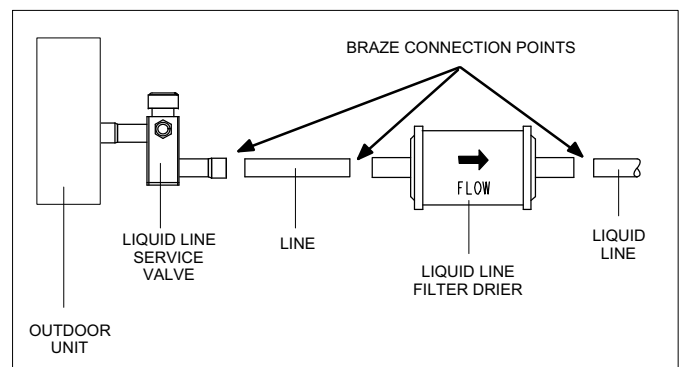 BRAZE CONNECTION POINTS
FLOW
LIQUID LINE
SERVICE
VALVE
LINE
LIQUID LINE
FILTER DRIER
LIQUID
LINE
OUTDOOR
UNIT